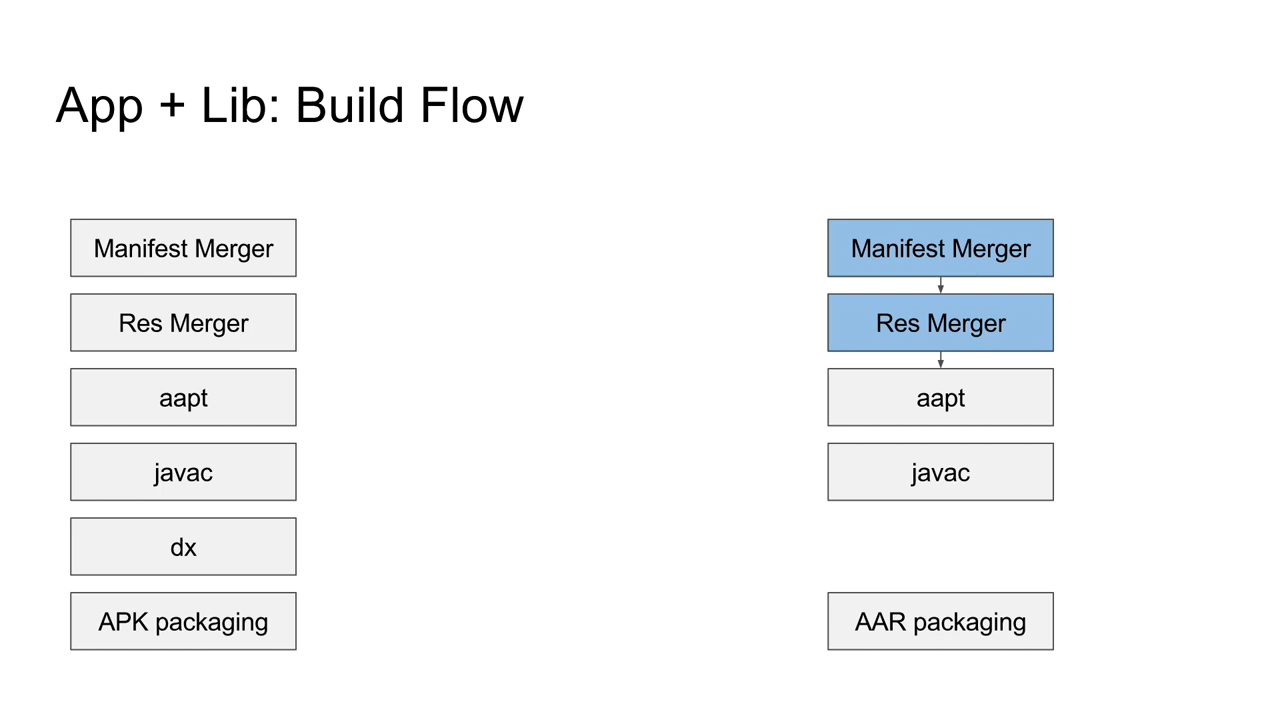 App + Lib: Build Flow
Manifest Merger
Res Merger
aapt
javac
dx
APK packaging
Manifest Merger
Res Merger
aapt
javac
AAR packaging